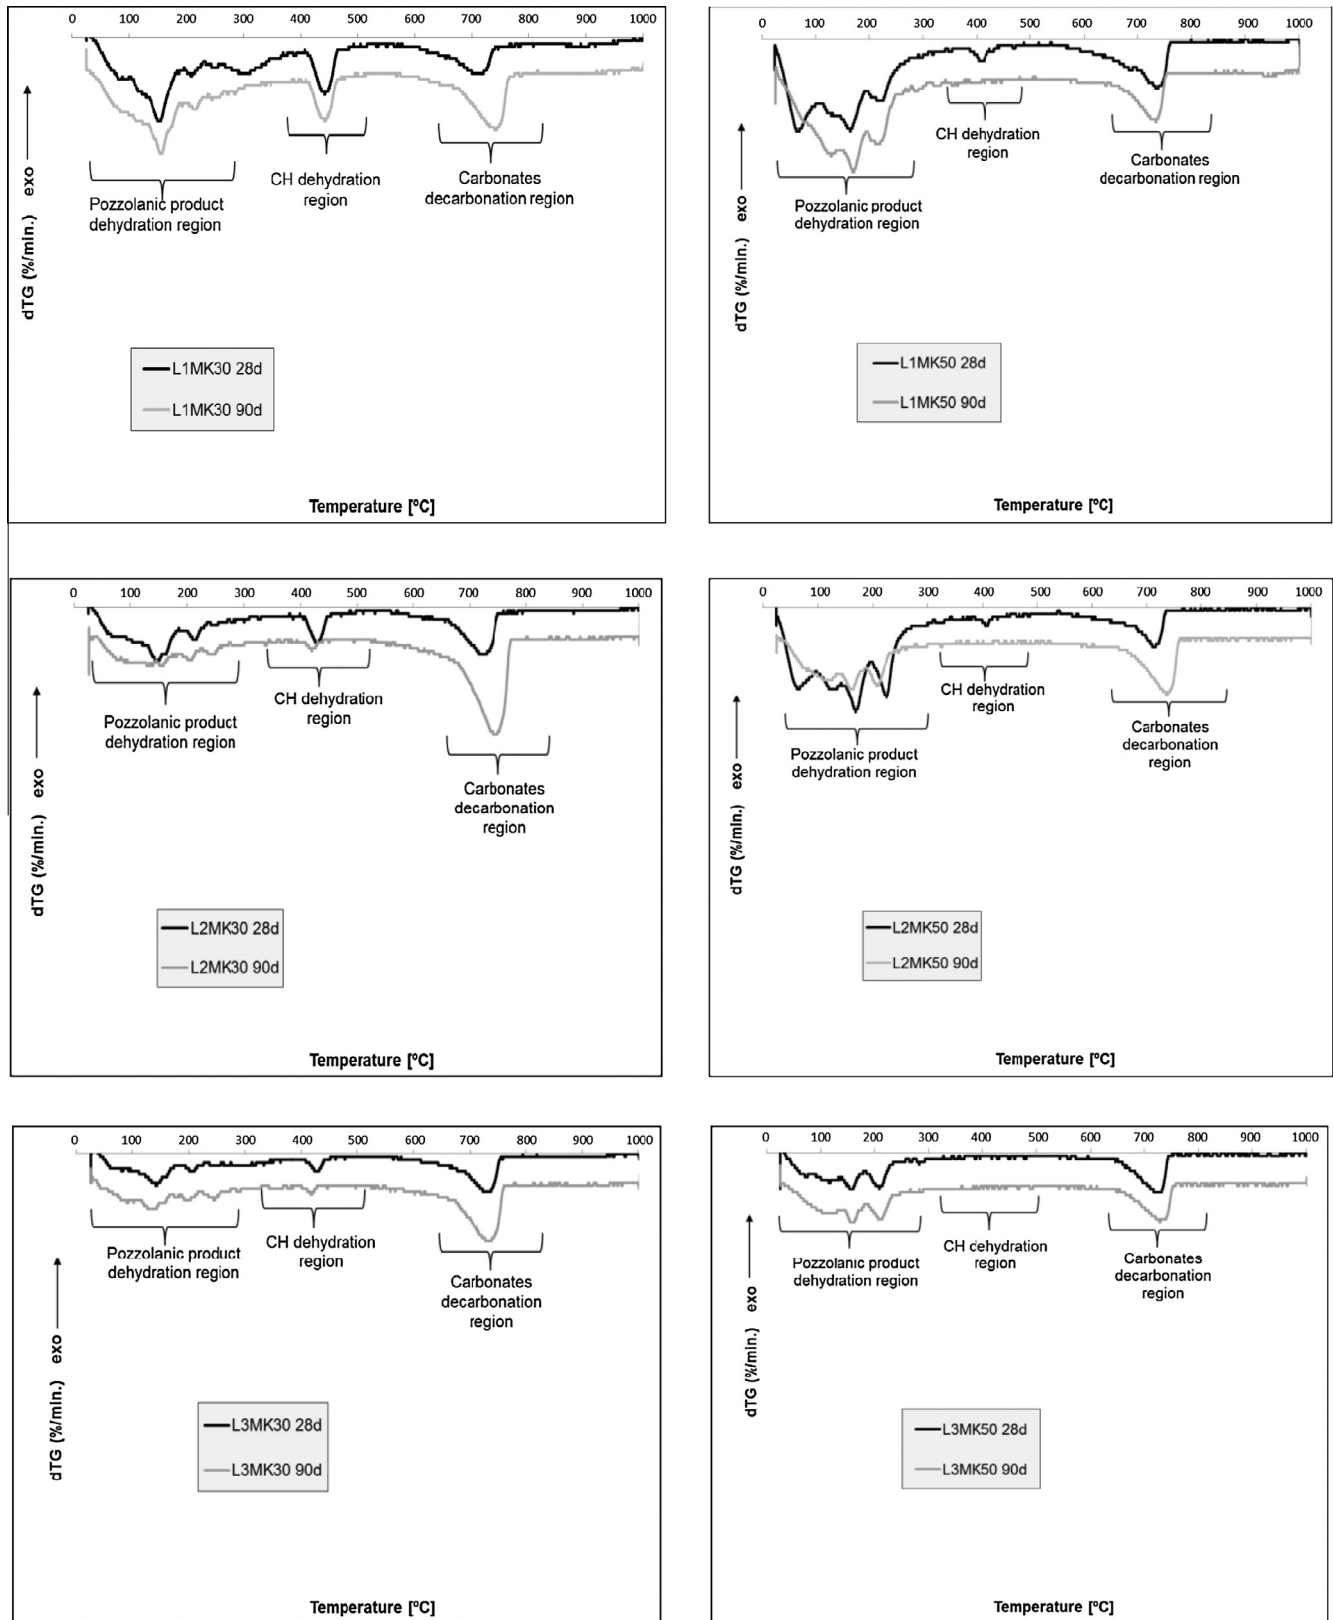 0 100 200 300 400 500 600 700 800 900 1000
Pozzolanic product
dehydration region
CH dehydration
region
Carbonates
decarbonation region
dTG (%/min.) exo
L1MK30 28d
L1MK30 90d
Temperature [ºC]
0 100 200 300 400 500 600 700 800 900 1000
Pozzolanic product
dehydration region
CH dehydration
region
Carbonates
decarbonation region
dTG (%/min.) exo
L1MK50 28d
L1MK50 90d
Temperature [ºC]
0 100 200 300 400 500 600 700 800 900 1000
Pozzolanic product
dehydration region
CH dehydration
region
Carbonates
decarbonation
region
dTG (%/min.) exo
L2MK30 28d
L2MK30 90d
Temperature [ºC]
0 100 200 300 400 500 600 700 800 900 1000
Pozzolanic product
dehydration region
CH dehydration
region
Carbonates
decarbonation
region
dTG (%/min.) exo
L2MK50 28d
L2MK50 90d
Temperature [ºC]
0 100 200 300 400 500 600 700 800 900 1000
Pozzolanic product
dehydration region
CH dehydration
region
Carbonates
decarbonation
region
dTG (%/min.) exo
L3MK30 28d
L3MK30 90d
Temperature [ºC]
0 100 200 300 400 500 600 700 800 900 1000
Pozzolanic product
dehydration region
CH dehydration
region
Carbonates
decarbonation
region
dTG (%/min.) exo
L3MK50 28d
L3MK50 90d
Temperature [ºC]